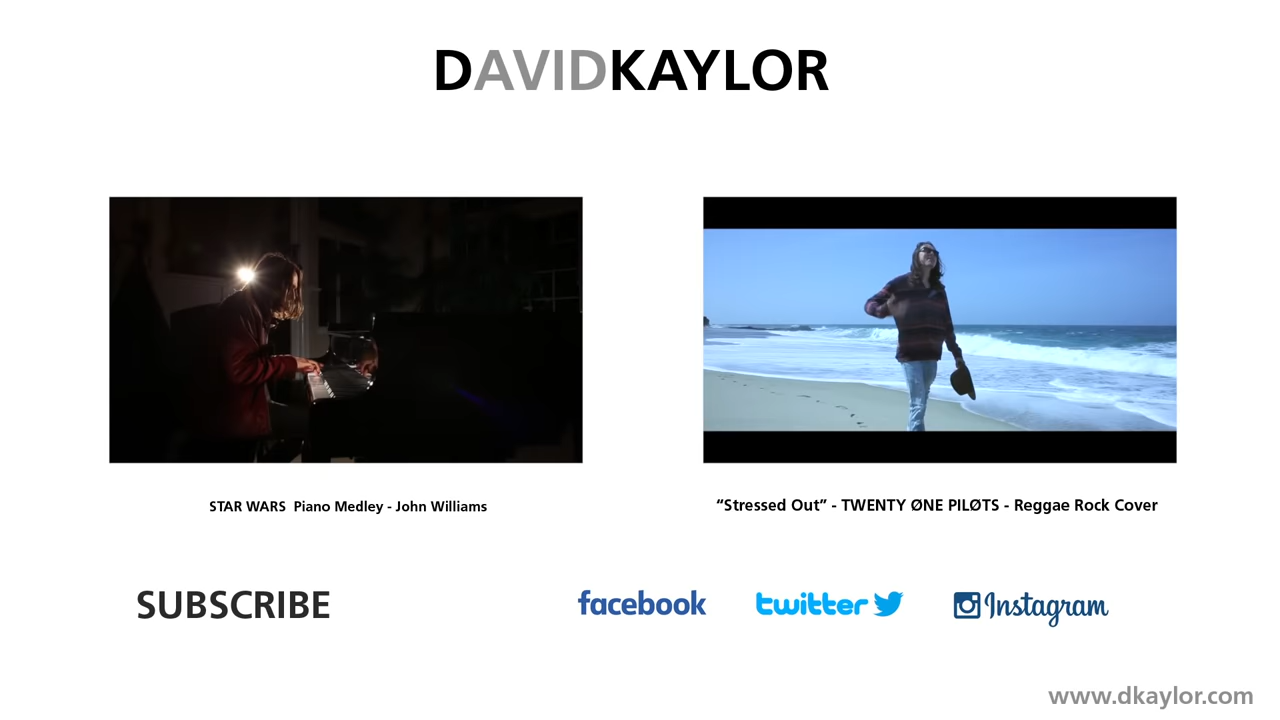 DAVIDKAYLOR
STAR WARS  Piano Medley - John Williams
“Stressed Out” - TWENTY ØNE PILØTS - Reggae Rock Cover
SUBSCRIBE
facebook
twitter
Instagram
www.dkaylor.com